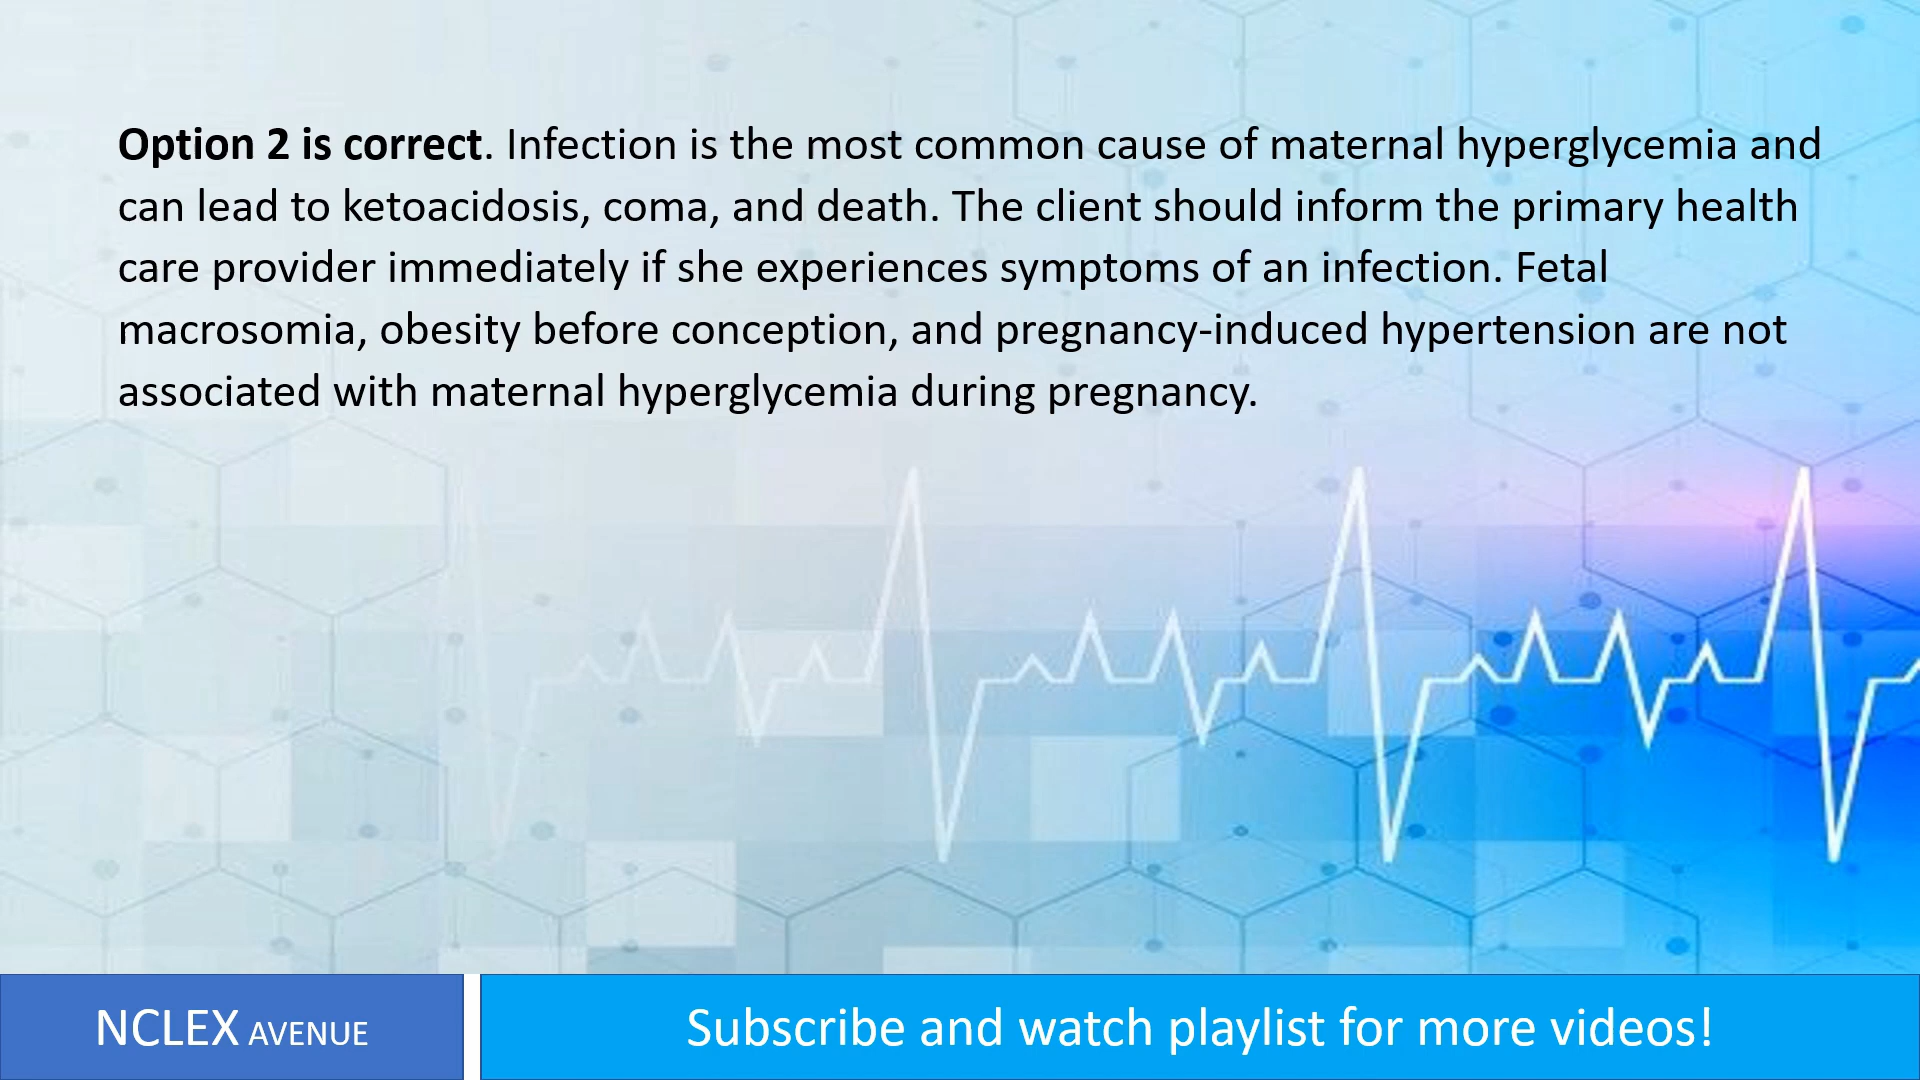 Option 2 is correct. Infection is the most common cause of maternal hyperglycemia and
can lead to ketoacidosis, coma, and death. The client should inform the primary health
care provider immediately if she experiences symptoms of an infection. Fetal
macrosomia, obesity before conception, and pregnancy-induced hypertension are not
associated with maternal hyperglycemia during pregnancy.
NCLEX AVENUE
Subscribe and watch playlist for more videos!